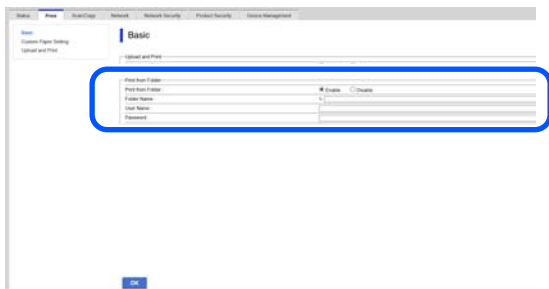 Status Print Scan/Copy Network Network Security Product Security Device Management
Basic
Custom Paper Setting
Upload and Print
Basic
Upload and Print
Print from Folder
Print from Folder Enable Disable
Folder Name
User Name
Password
OK